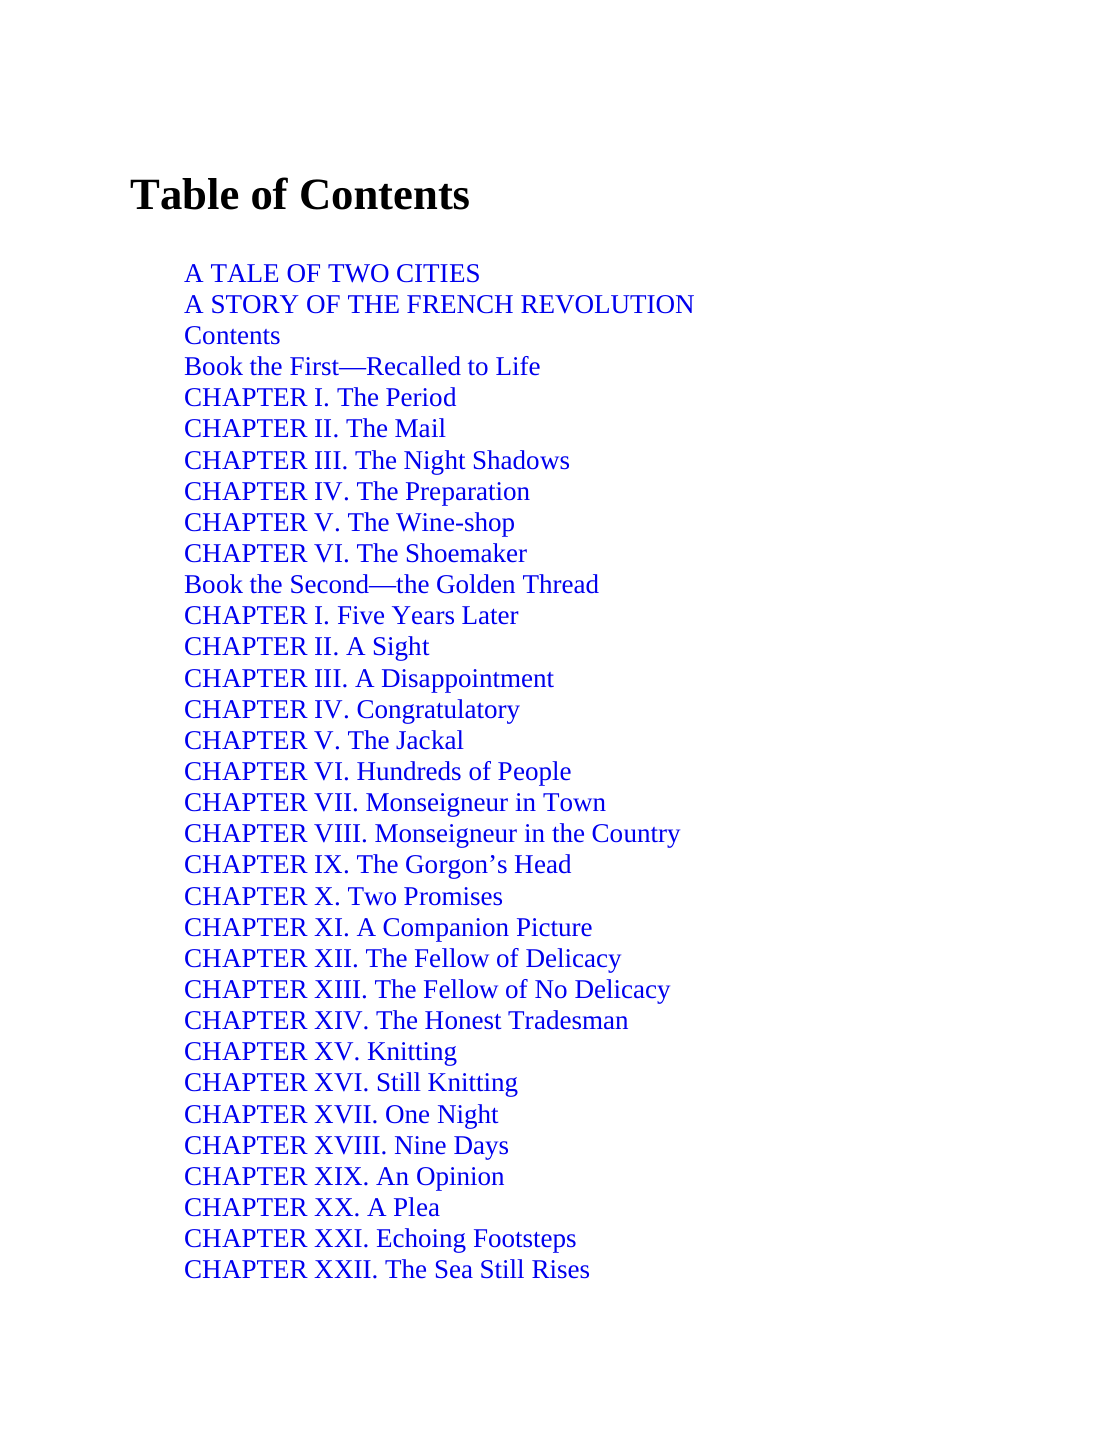 Table of Contents
A TALE OF TWO CITIES
A STORY OF THE FRENCH REVOLUTION
Contents
Book the First—Recalled to Life
CHAPTER I. The Period
CHAPTER II. The Mail
CHAPTER III. The Night Shadows
CHAPTER IV. The Preparation
CHAPTER V. The Wine-shop
CHAPTER VI. The Shoemaker
Book the Second—the Golden Thread
CHAPTER I. Five Years Later
CHAPTER II. A Sight
CHAPTER III. A Disappointment
CHAPTER IV. Congratulatory
CHAPTER V. The Jackal
CHAPTER VI. Hundreds of People
CHAPTER VII. Monseigneur in Town
CHAPTER VIII. Monseigneur in the Country
CHAPTER IX. The Gorgon’s Head
CHAPTER X. Two Promises
CHAPTER XI. A Companion Picture
CHAPTER XII. The Fellow of Delicacy
CHAPTER XIII. The Fellow of No Delicacy
CHAPTER XIV. The Honest Tradesman
CHAPTER XV. Knitting
CHAPTER XVI. Still Knitting
CHAPTER XVII. One Night
CHAPTER XVIII. Nine Days
CHAPTER XIX. An Opinion
CHAPTER XX. A Plea
CHAPTER XXI. Echoing Footsteps
CHAPTER XXII. The Sea Still Rises